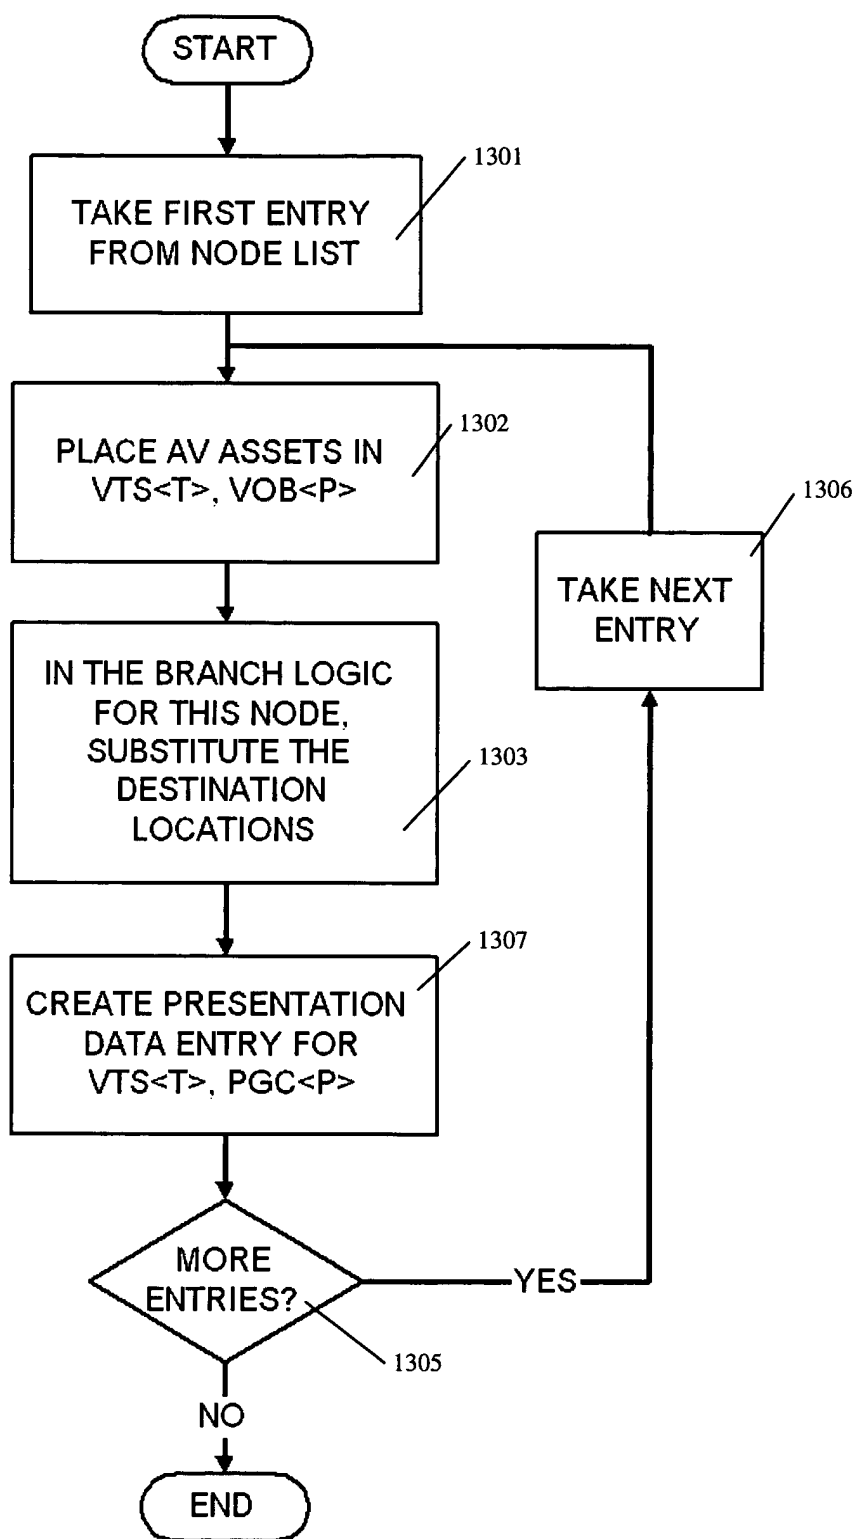 START
1301
TAKE FIRST ENTRY
FROM NODE LIST
1302
PLACE AV ASSETS IN
VTS<T>, VOB<P>
1306
TAKE NEXT
ENTRY
IN THE BRANCH LOGIC
FOR THIS NODE,
SUBSTITUTE THE
DESTINATION
LOCATIONS
1303
1307
CREATE PRESENTATION
DATA ENTRY FOR
VTS<T>, PGC<P>
MORE
ENTRIES?
YES
1305
NO
END